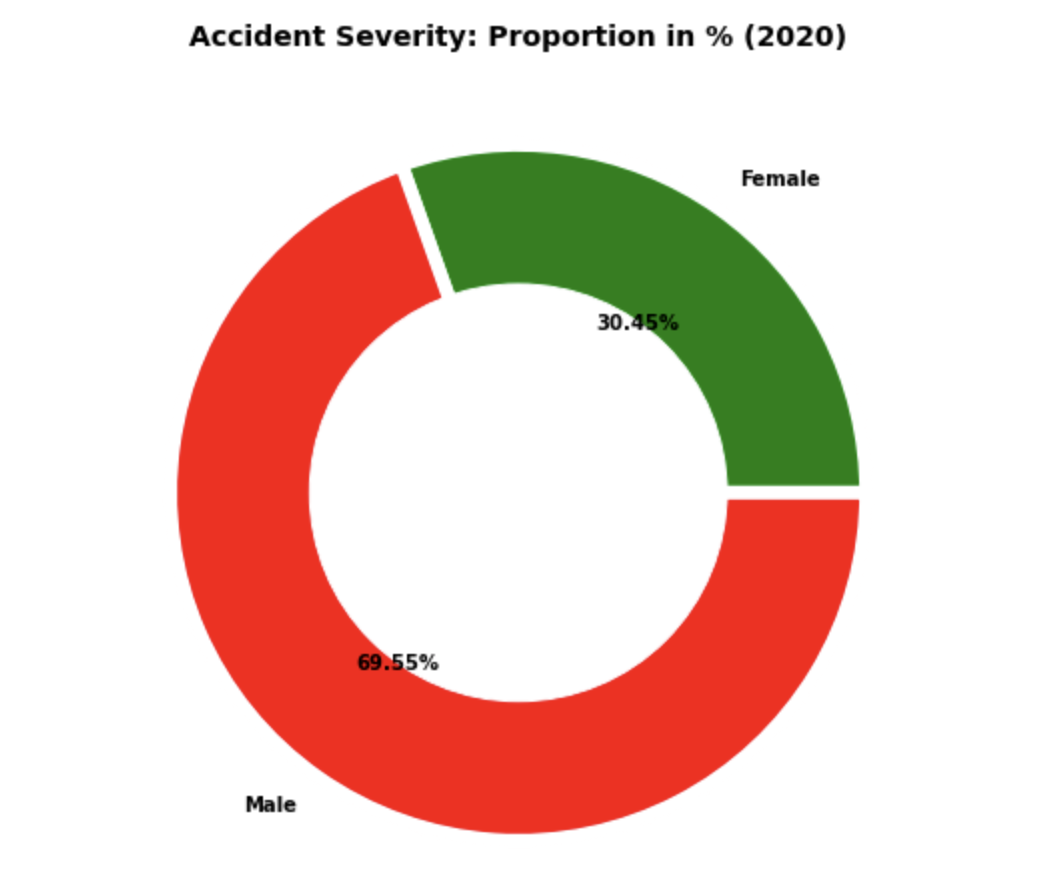 Accident Severity: Proportion in % (2020)
Female
30.45%
69.55%
Male